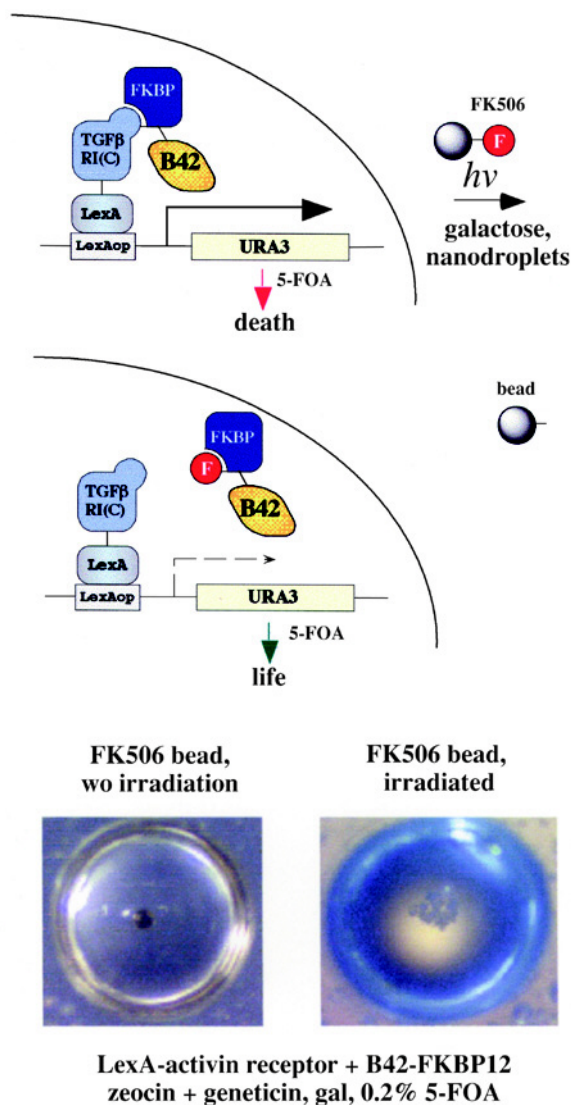 FKBP
FK506
TGFβ
RI(C)
B42
F
hν
LexA
galactose,
nanodroplets
LexAop
URA3
5-FOA
death
bead
FKBP
F
TGFβ
RI(C)
B42
LexA
LexAop
URA3
5-FOA
life
FK506 bead,
wo irradiation
FK506 bead,
irradiated
LexA-activin receptor + B42-FKBP12
zeocin + geneticin, gal, 0.2% 5-FOA